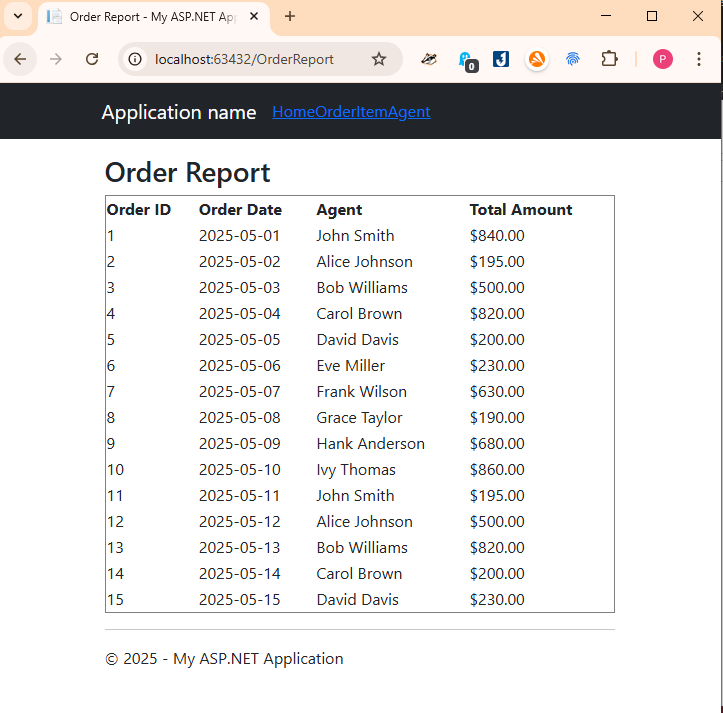 Order Report - My ASP.NET App
localhost:63432/OrderReport
0
P
Application name HomeOrderItemAgent
Order Report
Order ID Order Date Agent Total Amount
1 2025-05-01 John Smith $840.00
2 2025-05-02 Alice Johnson $195.00
3 2025-05-03 Bob Williams $500.00
4 2025-05-04 Carol Brown $820.00
5 2025-05-05 David Davis $200.00
6 2025-05-06 Eve Miller $230.00
7 2025-05-07 Frank Wilson $630.00
8 2025-05-08 Grace Taylor $190.00
9 2025-05-09 Hank Anderson $680.00
10 2025-05-10 Ivy Thomas $860.00
11 2025-05-11 John Smith $195.00
12 2025-05-12 Alice Johnson $500.00
13 2025-05-13 Bob Williams $820.00
14 2025-05-14 Carol Brown $200.00
15 2025-05-15 David Davis $230.00
© 2025 - My ASP.NET Application